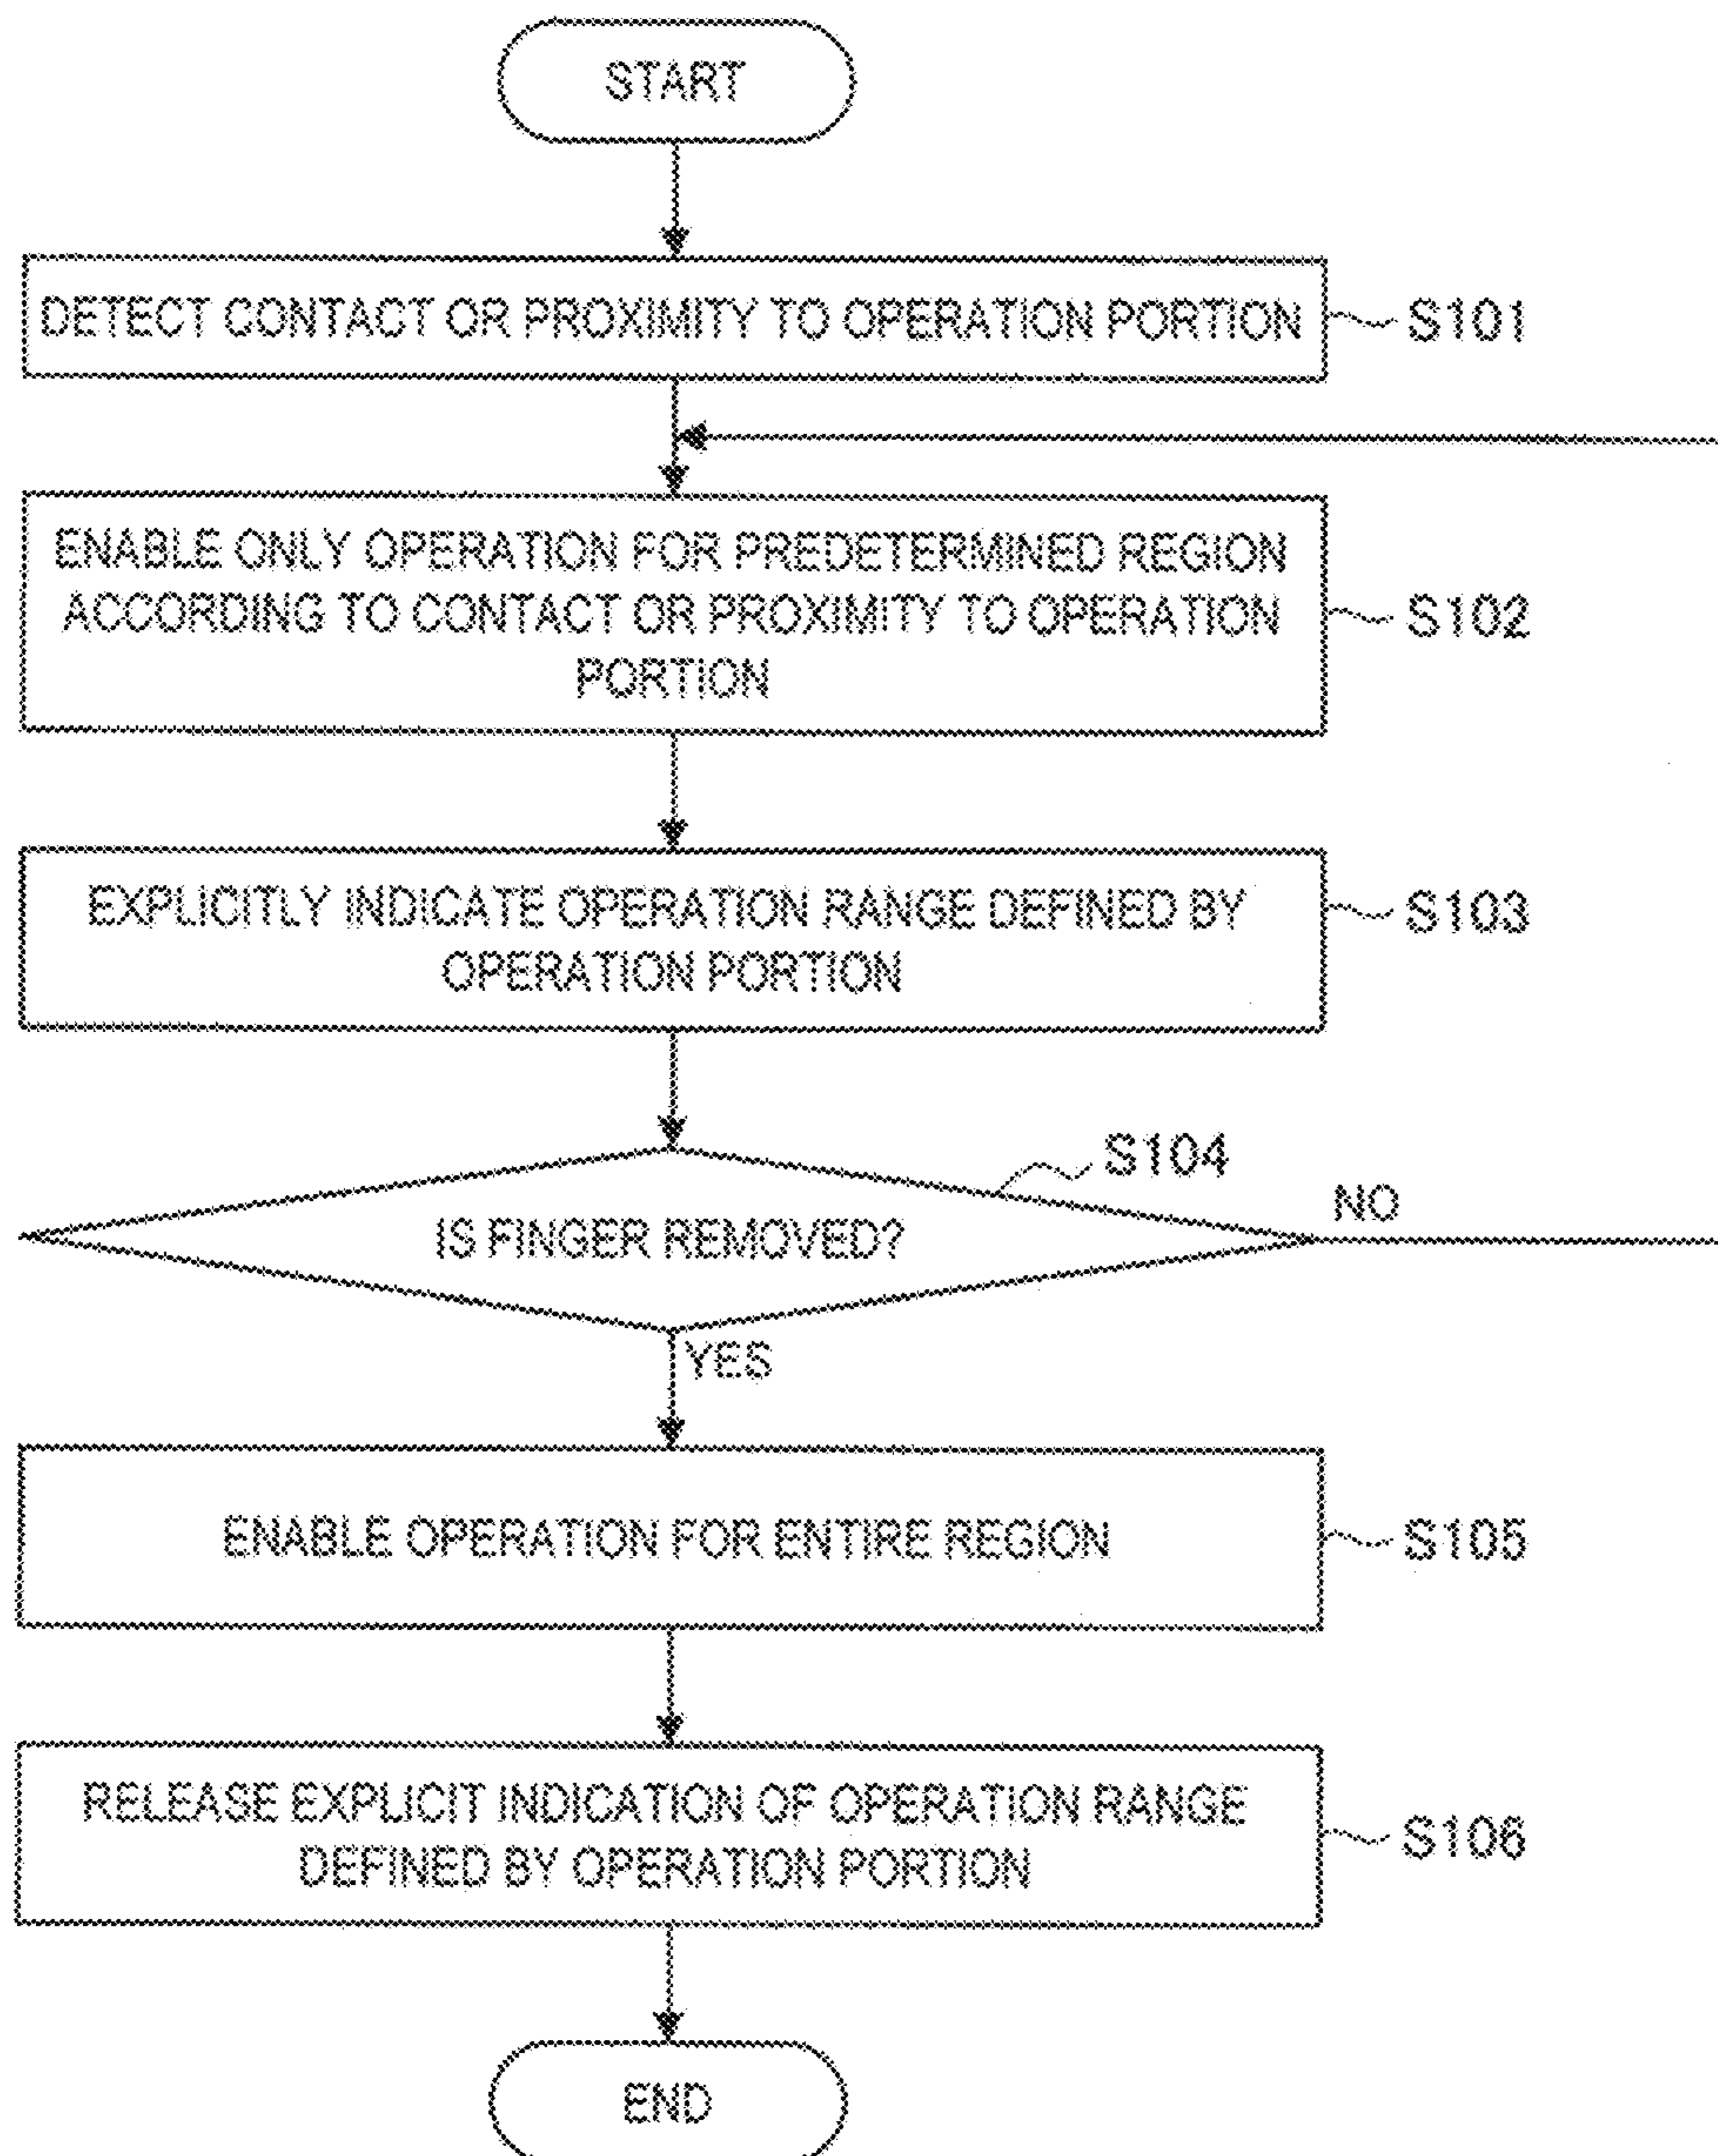 START
DETECT CONTACT OR PROXIMITY TO OPERATION PORTION
S101
ENABLE ONLY OPERATION FOR PREDETERMINED REGION
ACCORDING TO CONTACT OR PROXIMITY TO OPERATION
PORTION
S102
EXPLICITLY INDICATE OPERATION RANGE DEFINED BY
OPERATION PORTION
S103
S104
IS FINGER REMOVED?
NO
YES
ENABLE OPERATION FOR ENTIRE REGION
S105
RELEASE EXPLICIT INDICATION OF OPERATION RANGE
DEFINED BY OPERATION PORTION
S106
END